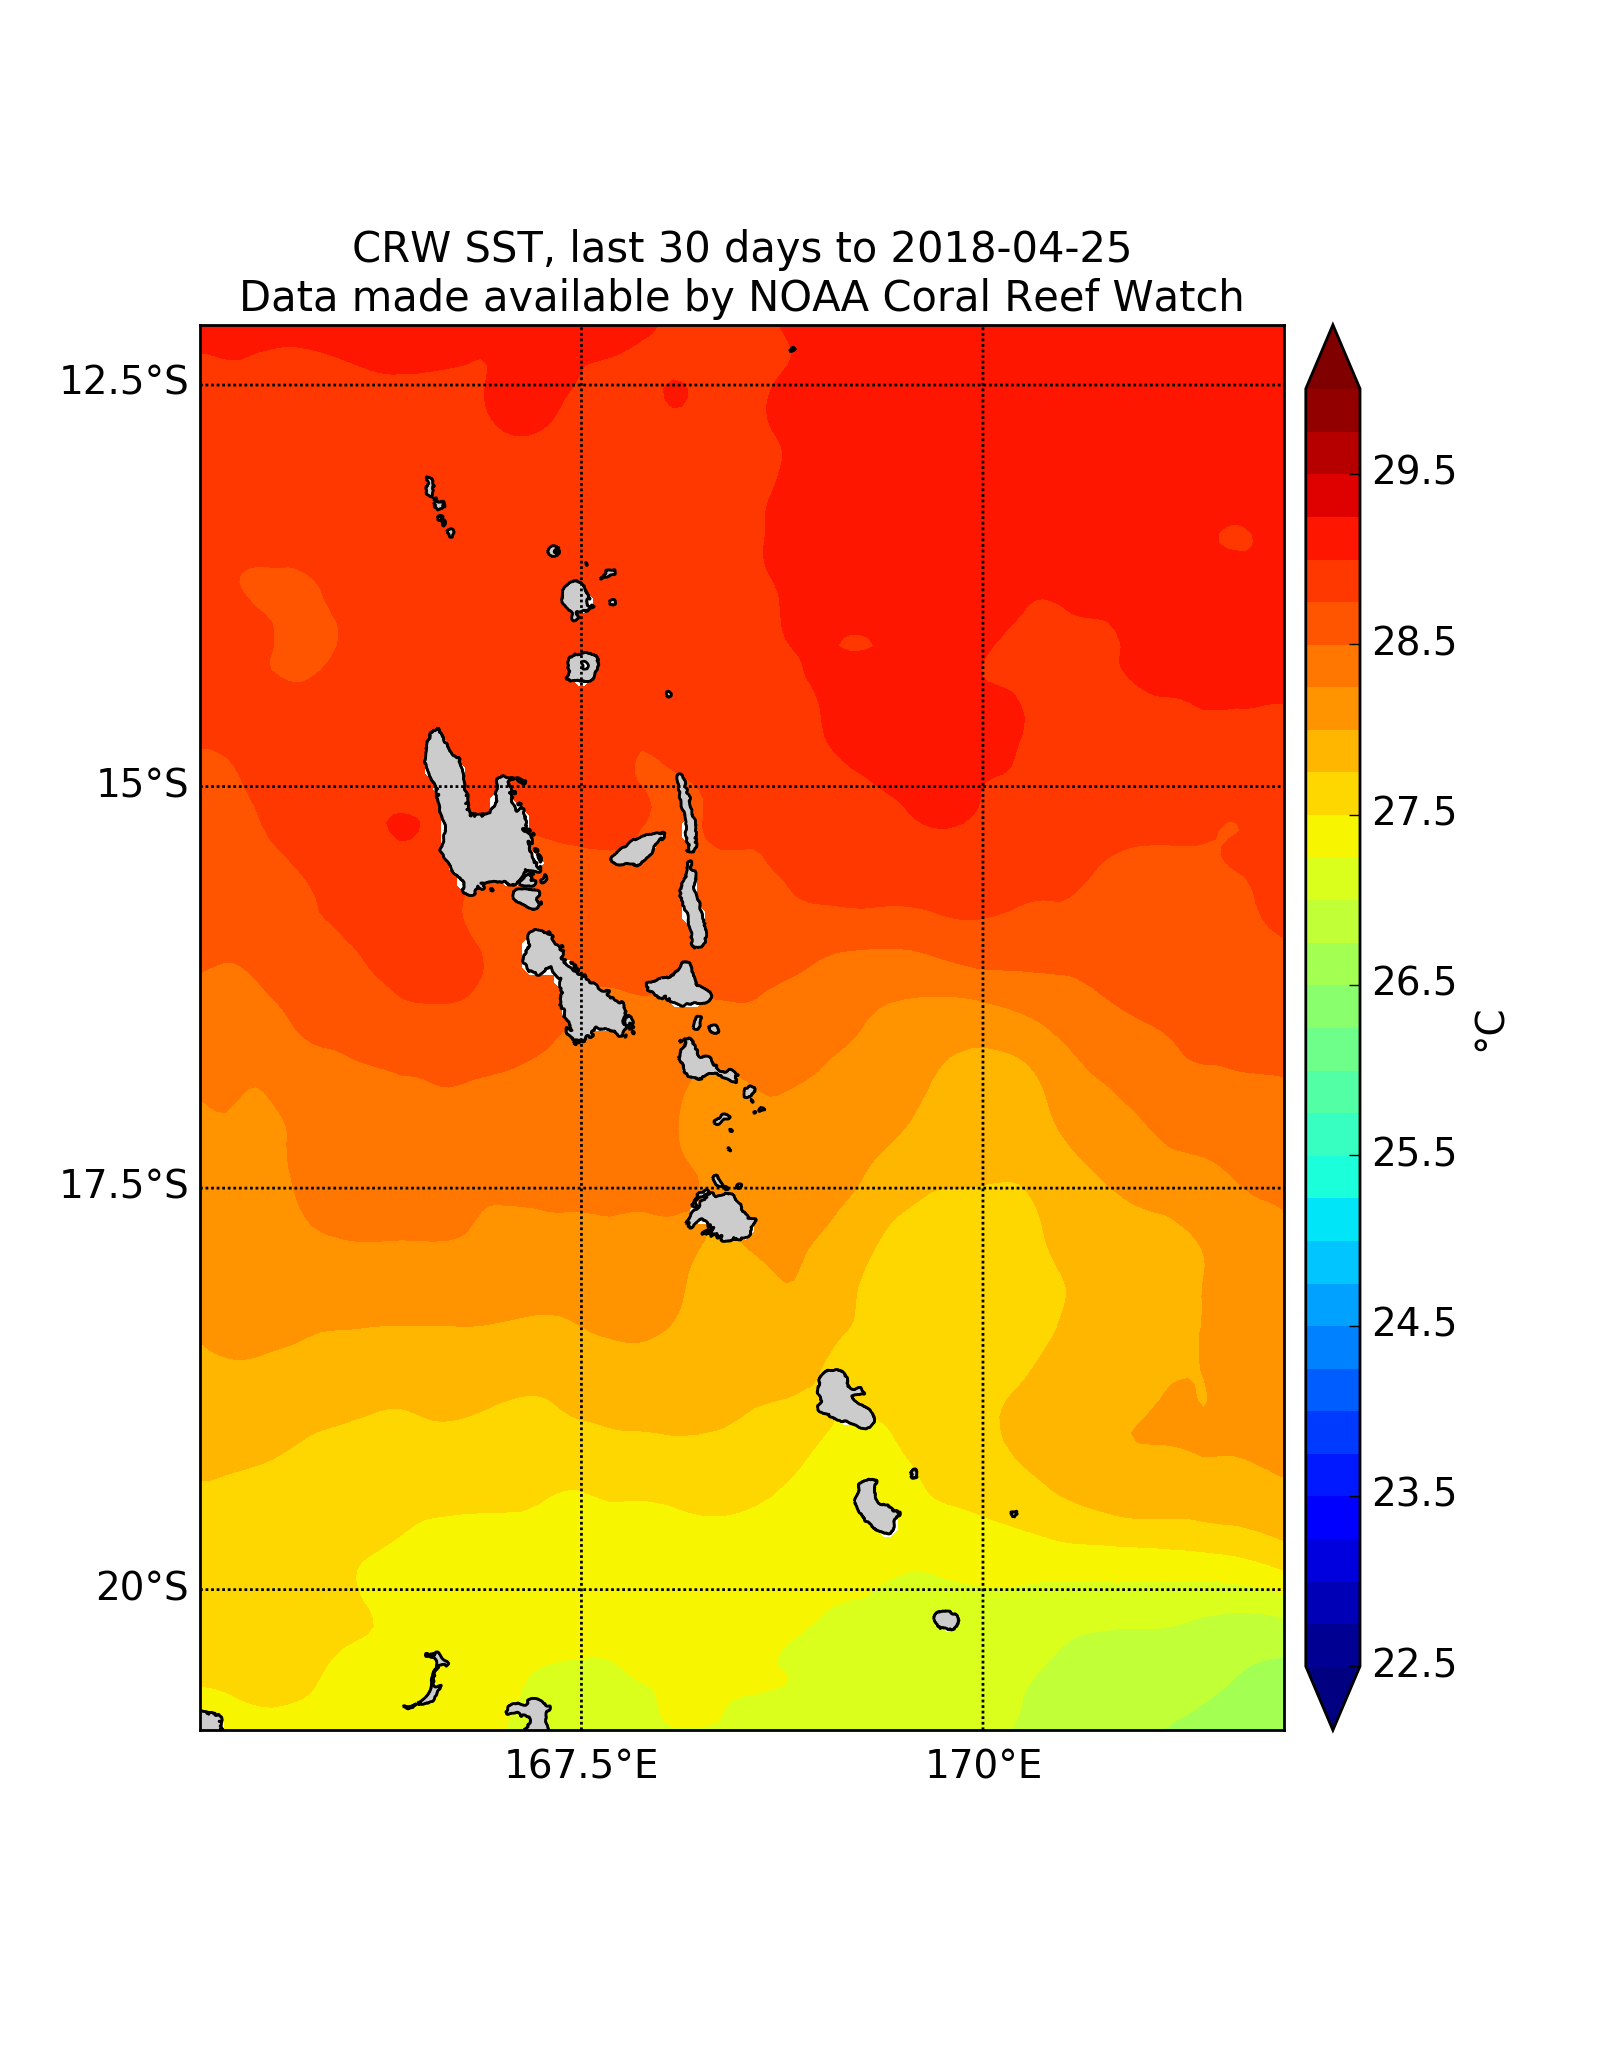 CRW SST, last 30 days to 2018-04-25
Data made available by NOAA Coral Reef Watch
12.5°S
15°S
17.5°S
20°S
167.5°E
170°E
29.5
28.5
27.5
26.5
25.5
24.5
23.5
22.5
°C